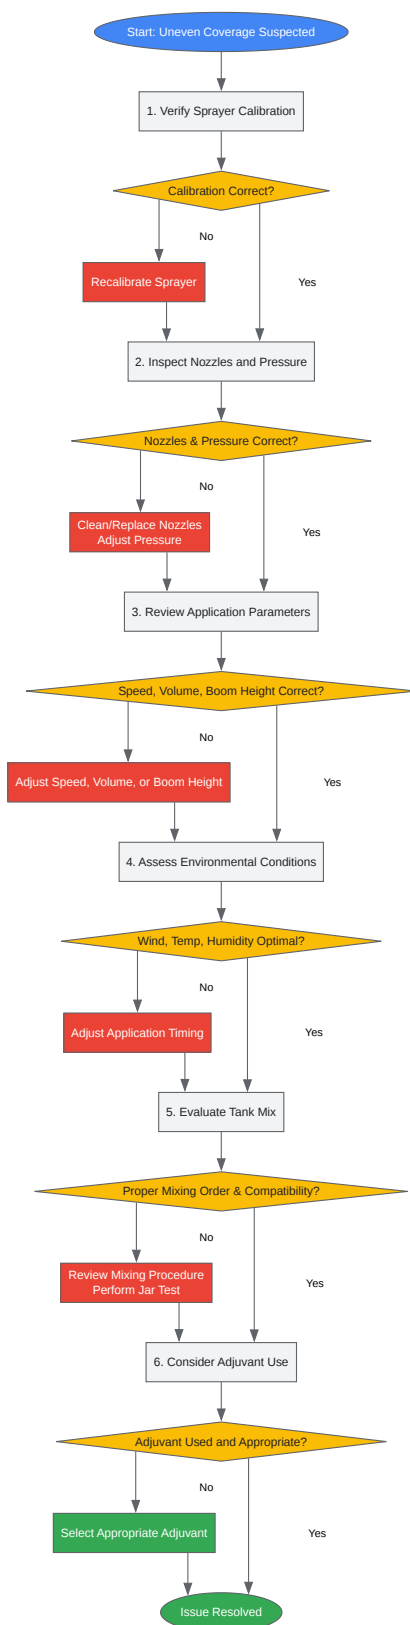 Start: Uneven Coverage Suspected
1. Verify Sprayer Calibration
Calibration Correct?
No
Recalibrate Sprayer
Yes
2. Inspect Nozzles and Pressure
Nozzles & Pressure Correct?
No
Clean/Replace Nozzles
Adjust Pressure
Yes
3. Review Application Parameters
Speed, Volume, Boom Height Correct?
No
Adjust Speed, Volume, or Boom Height
Yes
4. Assess Environmental Conditions
Wind, Temp, Humidity Optimal?
No
Adjust Application Timing
Yes
5. Evaluate Tank Mix
Proper Mixing Order & Compatibility?
No
Review Mixing Procedure
Perform Jar Test
Yes
6. Consider Adjuvant Use
Adjuvant Used and Appropriate?
No
Select Appropriate Adjuvant
Yes
Issue Resolved